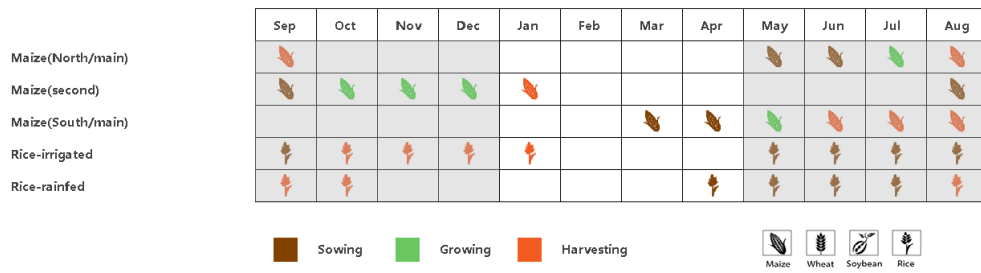 Sep Oct Nov Dec Jan Feb Mar Apr May Jun Jul Aug
Maize(North/main)
Maize(second)
Maize(South/main)
Rice-irrigated
Rice-rainfed
Sowing Growing Harvesting
Maize Wheat Soybean Rice